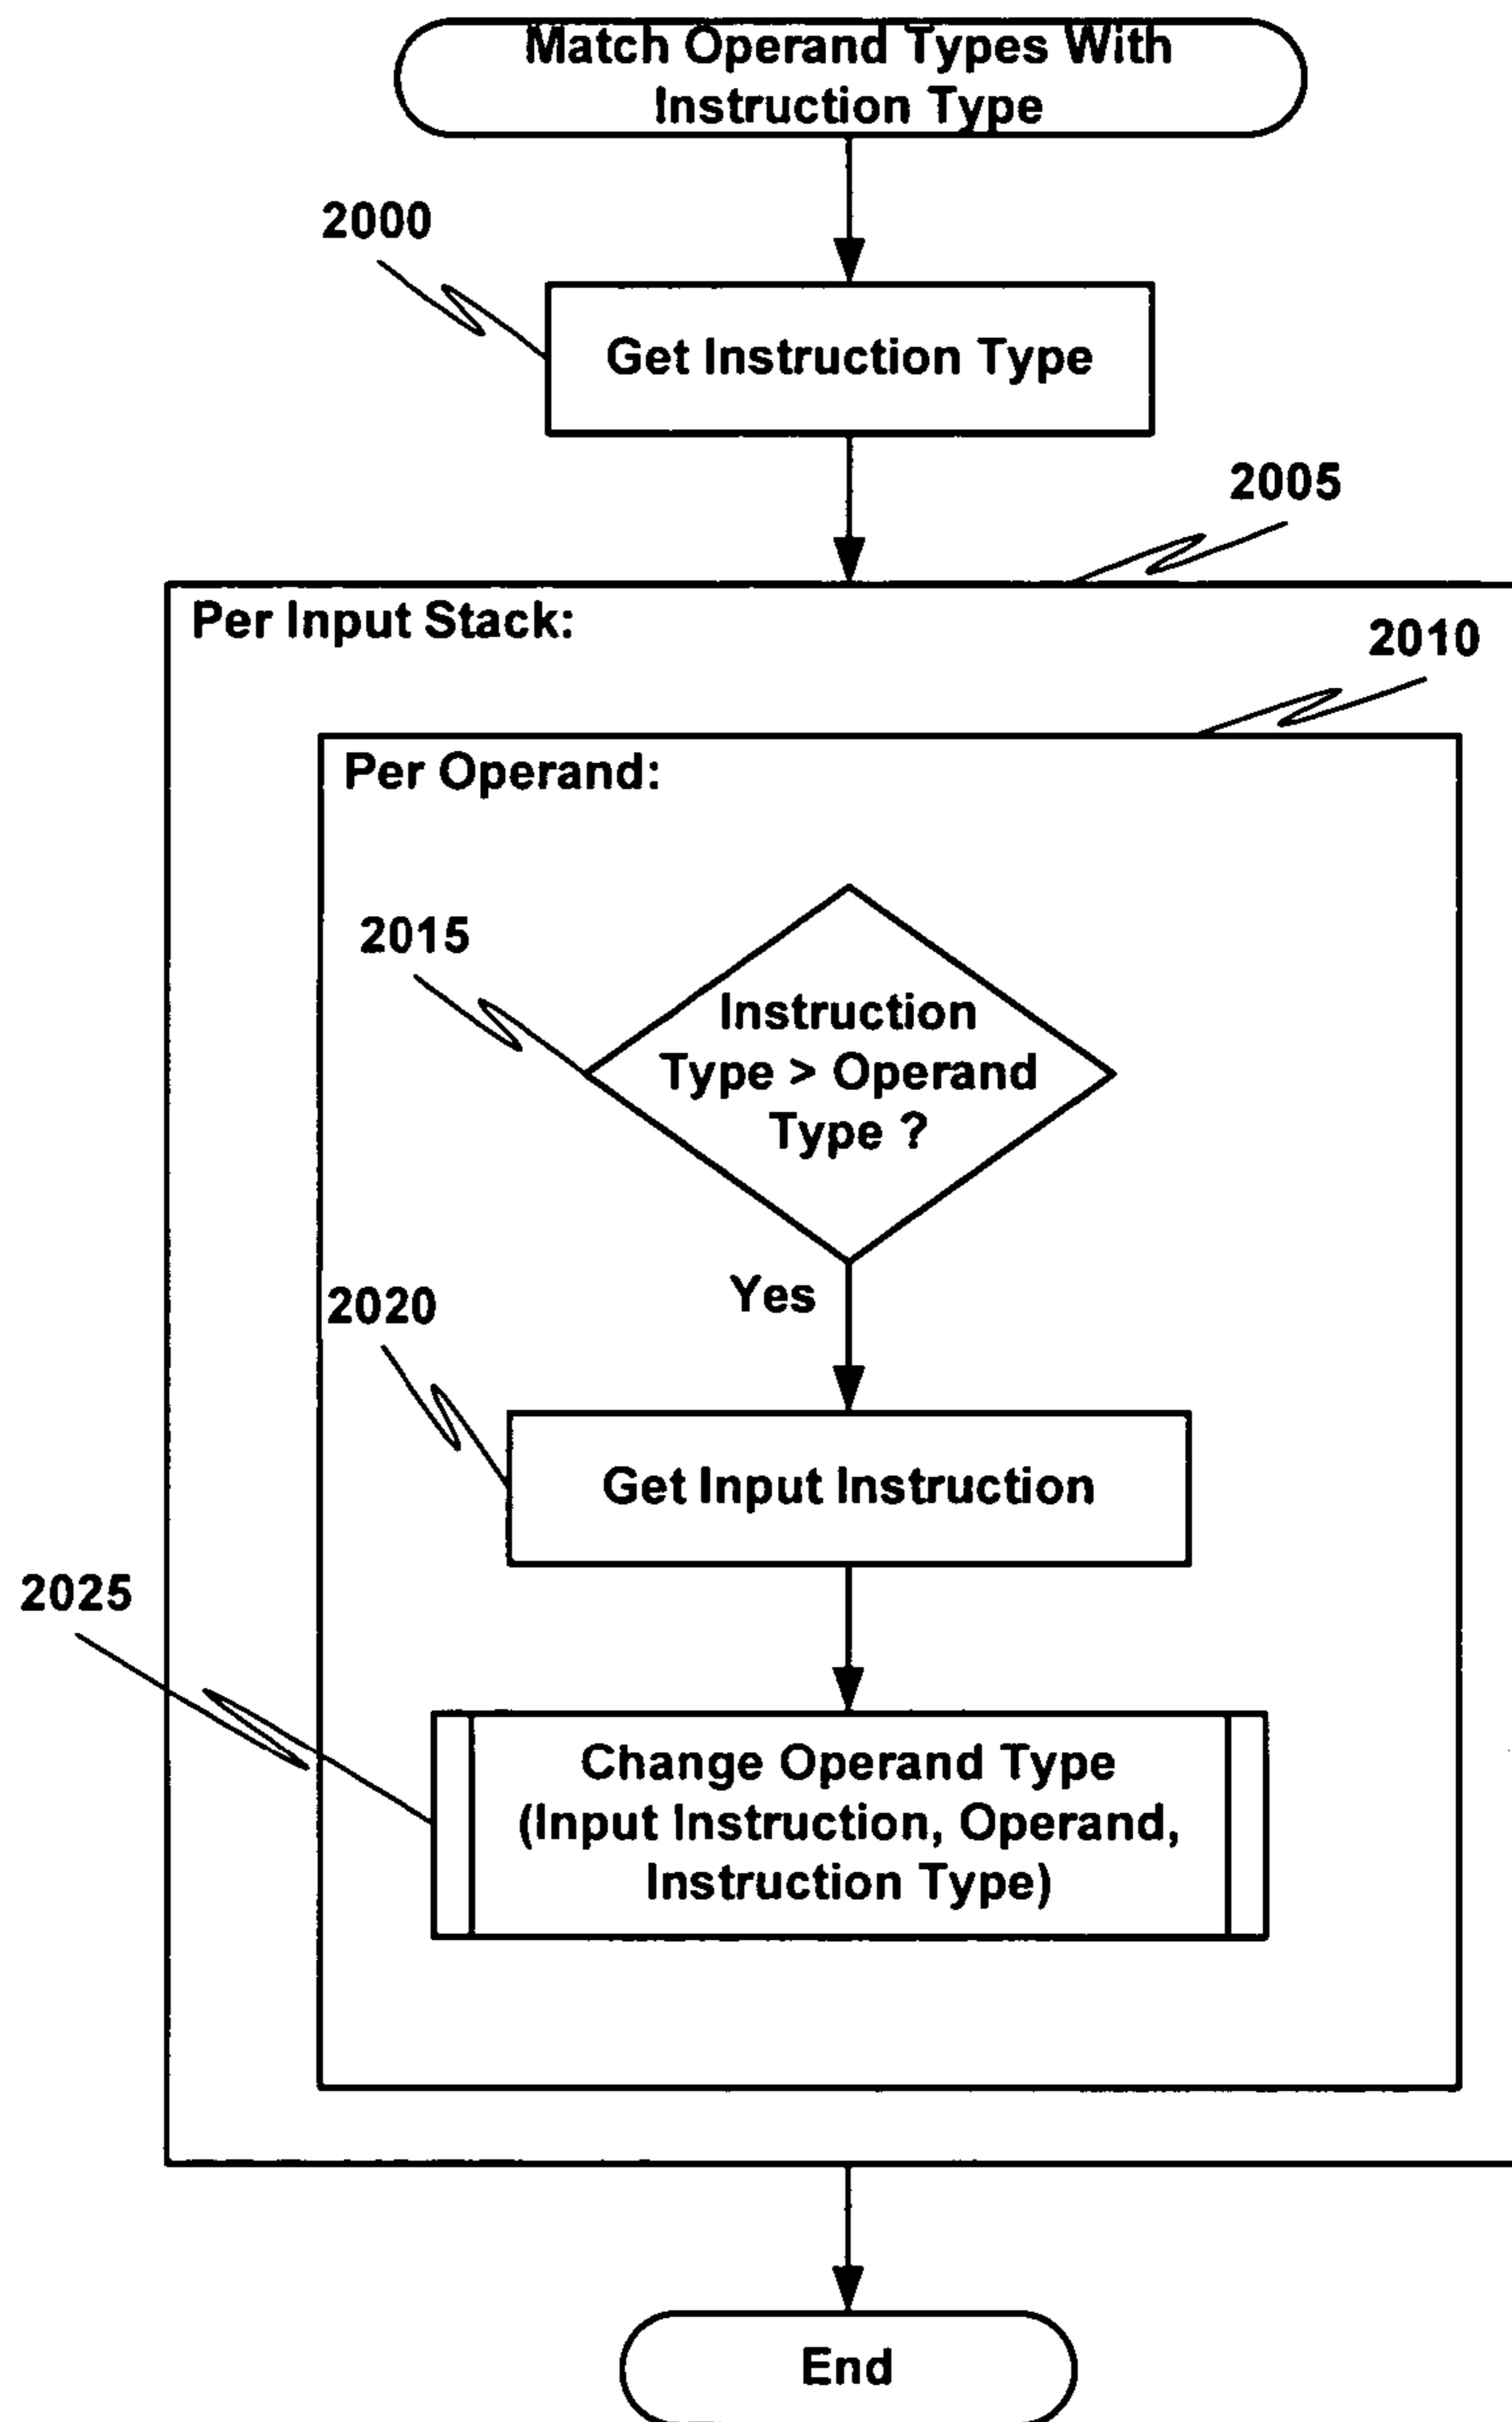 Match Operand Types With
Instruction Type
2000
Get Instruction Type
2005
Per Input Stack:
2010
Per Operand:
2015
Instruction
Type > Operand
Type ?
Yes
2020
Get Input Instruction
2025
Change Operand Type
(Input Instruction, Operand,
Instruction Type)
End